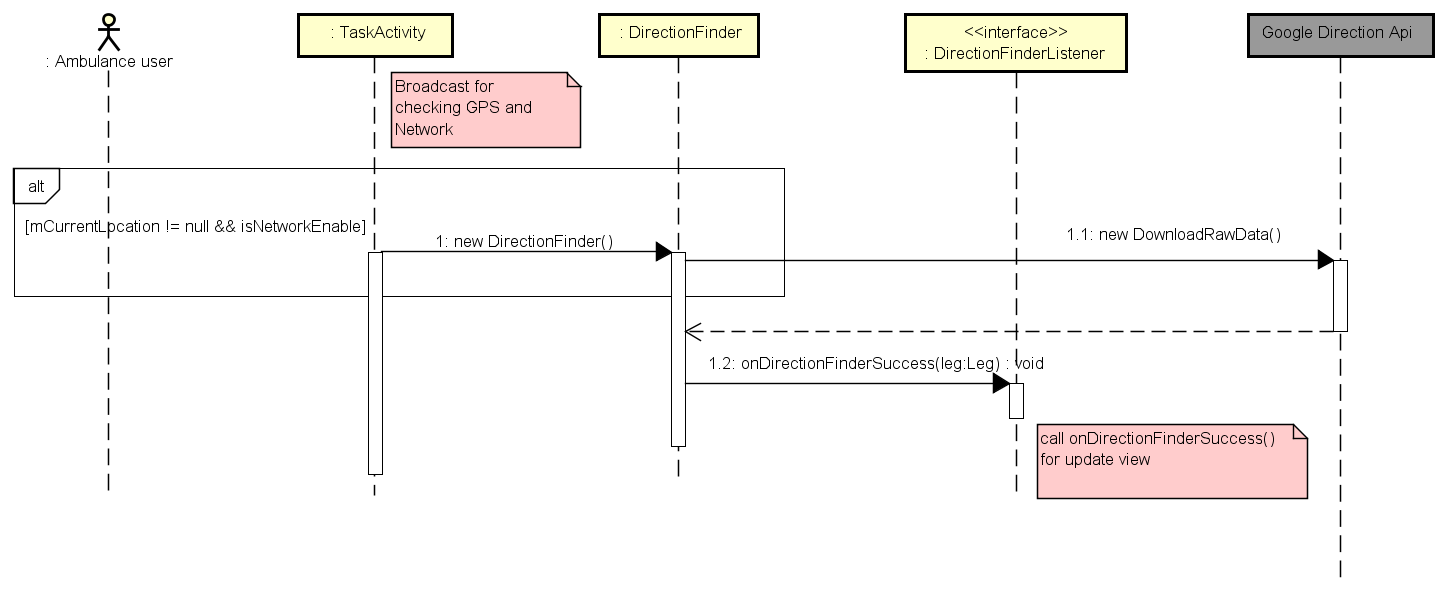 : Ambulance user
: TaskActivity
: DirectionFinder
<<interface>>
: DirectionFinderListener
Google Direction Api
Broadcast for
checking GPS and
Network
alt
[mCurrentLocation != null && isNetworkEnable]
1: new DirectionFinder()
1.1: new DownloadRawData()
1.2: onDirectionFinderSuccess(leg:Leg) : void
call onDirectionFinderSuccess()
for update view